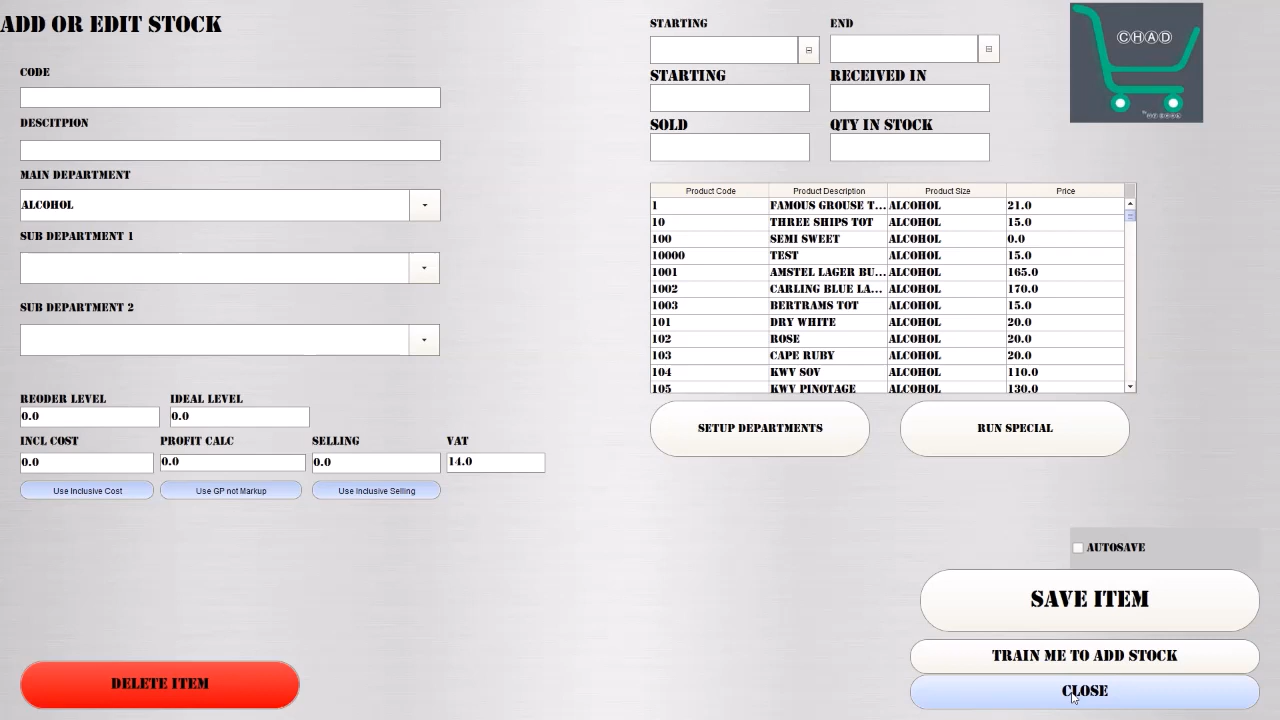 ADD OR EDIT STOCK
CODE
DESCITPION
MAIN DEPARTMENT
ALCOHOL
SUB DEPARTMENT 1
SUB DEPARTMENT 2
REODER LEVEL IDEAL LEVEL
0.0 0.0
INCL COST PROFIT CALC SELLING VAT
0.0 0.0 0.0 14.0
Use Inclusive Cost Use GP not Markup Use Inclusive Selling
DELETE ITEM
STARTING END
STARTING RECEIVED IN
SOLD QTY IN STOCK
CHAD
Product Code Product Description Product Size Price
1 FAMOUS GROUSE T... ALCOHOL 21.0
10 THREE SHIPS TOT ALCOHOL 15.0
100 SEMI SWEET ALCOHOL 0.0
10000 TEST ALCOHOL 15.0
1001 AMSTEL LAGER BU... ALCOHOL 165.0
1002 CARLING BLUE LA... ALCOHOL 170.0
1003 BERTRAMS TOT ALCOHOL 15.0
101 DRY WHITE ALCOHOL 20.0
102 ROSE ALCOHOL 20.0
103 CAPE RUBY ALCOHOL 20.0
104 KWV SOV ALCOHOL 110.0
105 KWV PINOTAGE ALCOHOL 130.0
SETUP DEPARTMENTS RUN SPECIAL
AUTOSAVE
SAVE ITEM
TRAIN ME TO ADD STOCK
CLOSE